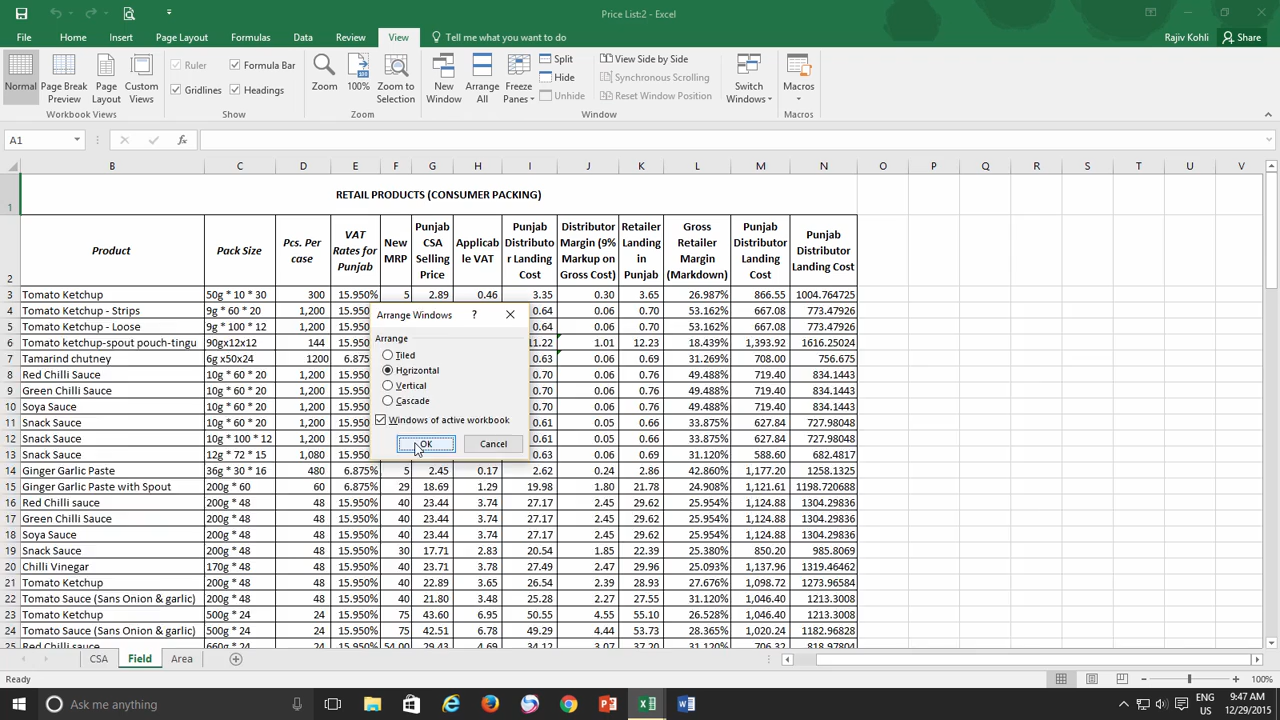 Price List:2 - Excel
File Home Insert Page Layout Formulas Data Review View Tell me what you want to do Rajiv Kohli Share
Normal Page Break Preview Page Layout Custom Views
Workbook Views
Ruler Formula Bar
Gridlines Headings
Show
Zoom 100% Zoom to Selection
Zoom
New Window Arrange All Freeze Panes
Split
Hide
Unhide
View Side by Side
Synchronous Scrolling
Reset Window Position
Switch Windows
Window
Macros
Macros
A1 fx
B C D E F G H I J K L M N O P Q R S T U V
1 RETAIL PRODUCTS (CONSUMER PACKING)
2 Product Pack Size Pcs. Per case VAT Rates for Punjab New MRP Punjab CSA Selling Price Applicab le VAT Punjab Distributo r Landing Cost Distributor Margin (9% Markup on Gross Cost) Retailer Landing in Punjab Gross Retailer Margin (Markdown) Punjab Distributor Landing Cost Punjab Distributor Landing Cost
3 Tomato Ketchup 50g * 10 * 30 300 15.950% 5 2.89 0.46 3.35 0.30 3.65 26.987% 866.55 1004.764725
4 Tomato Ketchup - Strips 9g * 60 * 20 1,200 15.950% 0.64 0.06 0.70 53.162% 667.08 773.47926
5 Tomato Ketchup - Loose 9g * 100 * 12 1,200 15.950% 0.64 0.06 0.70 53.162% 667.08 773.47926
6 Tomato ketchup-spout pouch-tingu 90gx12x12 144 15.950% 11.22 1.01 12.23 18.439% 1,393.92 1616.25024
7 Tamarind chutney 6g x50x24 1200 6.875% 0.63 0.06 0.69 31.269% 708.00 756.675
8 Red Chilli Sauce 10g * 60 * 20 1,200 15.950% 0.70 0.06 0.76 49.488% 719.40 834.1443
9 Green Chilli Sauce 10g * 60 * 20 1,200 15.950% 0.70 0.06 0.76 49.488% 719.40 834.1443
10 Soya Sauce 10g * 60 * 20 1,200 15.950% 0.70 0.06 0.76 49.488% 719.40 834.1443
11 Snack Sauce 10g * 60 * 20 1,200 15.950% 0.61 0.05 0.66 33.875% 627.84 727.98048
12 Snack Sauce 10g * 100 * 12 1,200 15.950% 0.61 0.05 0.66 33.875% 627.84 727.98048
13 Snack Sauce 12g * 72 * 15 1,080 15.950% 0.63 0.06 0.69 31.120% 588.60 682.4817
14 Ginger Garlic Paste 36g * 30 * 16 480 6.875% 5 2.45 0.17 2.62 0.24 2.86 42.860% 1,177.20 1258.1325
15 Ginger Garlic Paste with Spout 200g * 60 60 6.875% 29 18.69 1.29 19.98 1.80 21.78 24.908% 1,121.61 1198.720688
16 Red Chilli sauce 200g * 48 48 15.950% 40 23.44 3.74 27.17 2.45 29.62 25.954% 1,124.88 1304.29836
17 Green Chilli Sauce 200g * 48 48 15.950% 40 23.44 3.74 27.17 2.45 29.62 25.954% 1,124.88 1304.29836
18 Soya Sauce 200g * 48 48 15.950% 40 23.44 3.74 27.17 2.45 29.62 25.954% 1,124.88 1304.29836
19 Snack Sauce 200g * 48 48 15.950% 30 17.71 2.83 20.54 1.85 22.39 25.380% 850.20 985.8069
20 Chilli Vinegar 170g * 48 48 15.950% 40 23.71 3.78 27.49 2.47 29.96 25.093% 1,137.96 1319.46462
21 Tomato Ketchup 200g * 48 48 15.950% 40 22.89 3.65 26.54 2.39 28.93 27.676% 1,098.72 1273.96584
22 Tomato Sauce (Sans Onion & garlic) 200g * 48 48 15.950% 40 21.80 3.48 25.28 2.27 27.55 31.120% 1,046.40 1213.3008
23 Tomato Ketchup 500g * 24 24 15.950% 75 43.60 6.95 50.55 4.55 55.10 26.528% 1,046.40 1213.3008
24 Tomato Sauce (Sans Onion & garlic) 500g * 24 24 15.950% 75 42.51 6.78 49.29 4.44 53.73 28.365% 1,020.24 1182.96828
25 Red Chilli sauce 660g * 24 24 15.950% 54.00 29.43 4.69 34.12 3.07 37.20 31.120% 706.32 818.97804
Arrange Windows ?
Arrange
Tiled
Horizontal
Vertical
Cascade
Windows of active workbook
OK Cancel
CSA Field Area
Ready 100%
Ask me anything
ENG 9:47 AM
US 12/29/2015